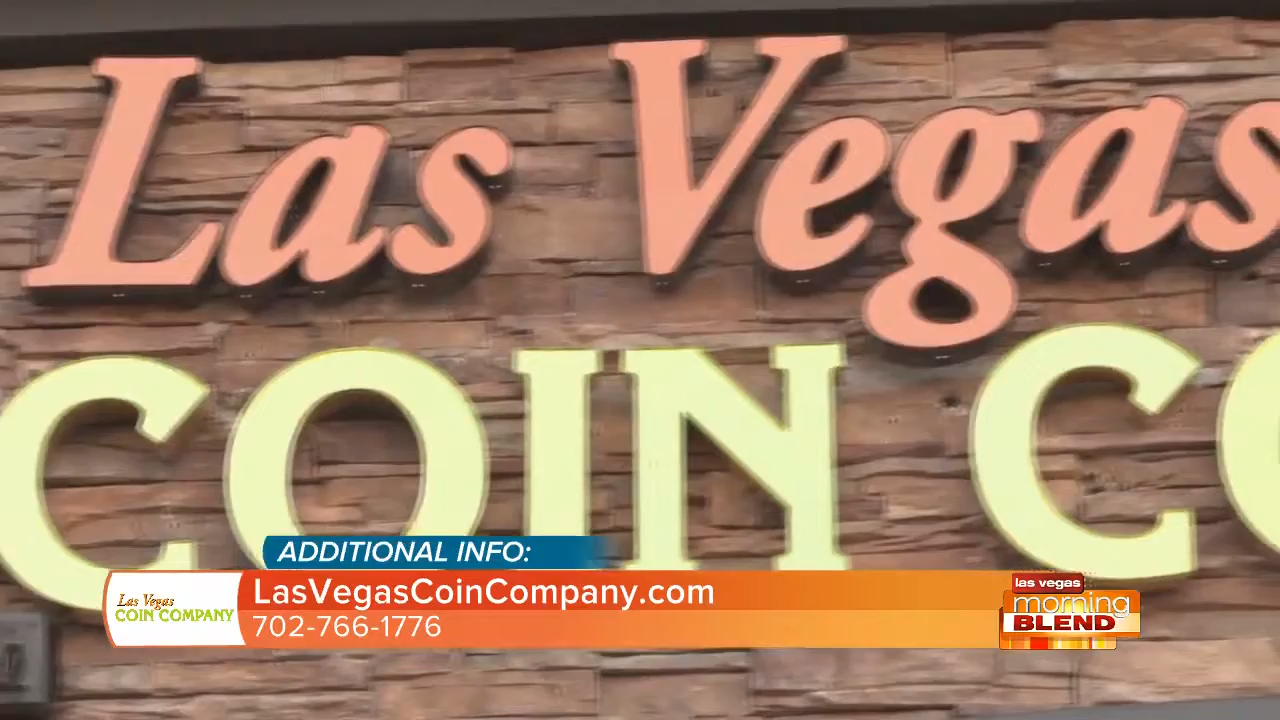 Las Vegas
COIN CO
ADDITIONAL INFO:
LasVegasCoinCompany.com
702-766-1776
Las Vegas
COIN COMPANY
las vegas
morning
BLEND